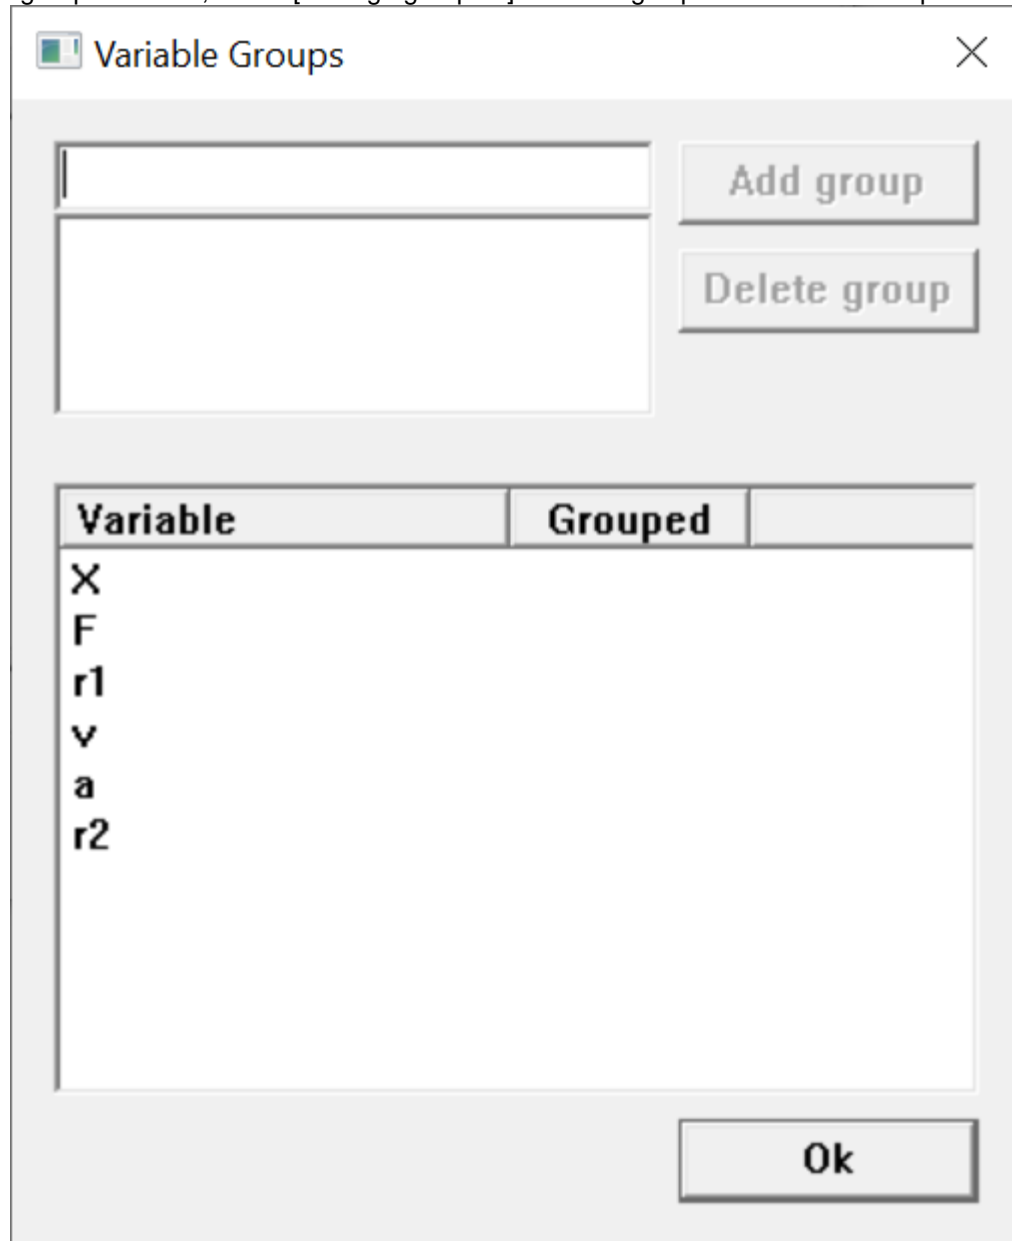 Variable Groups
Add group
Delete group
Variable Grouped
X
F
r1
v
a
r2
Ok